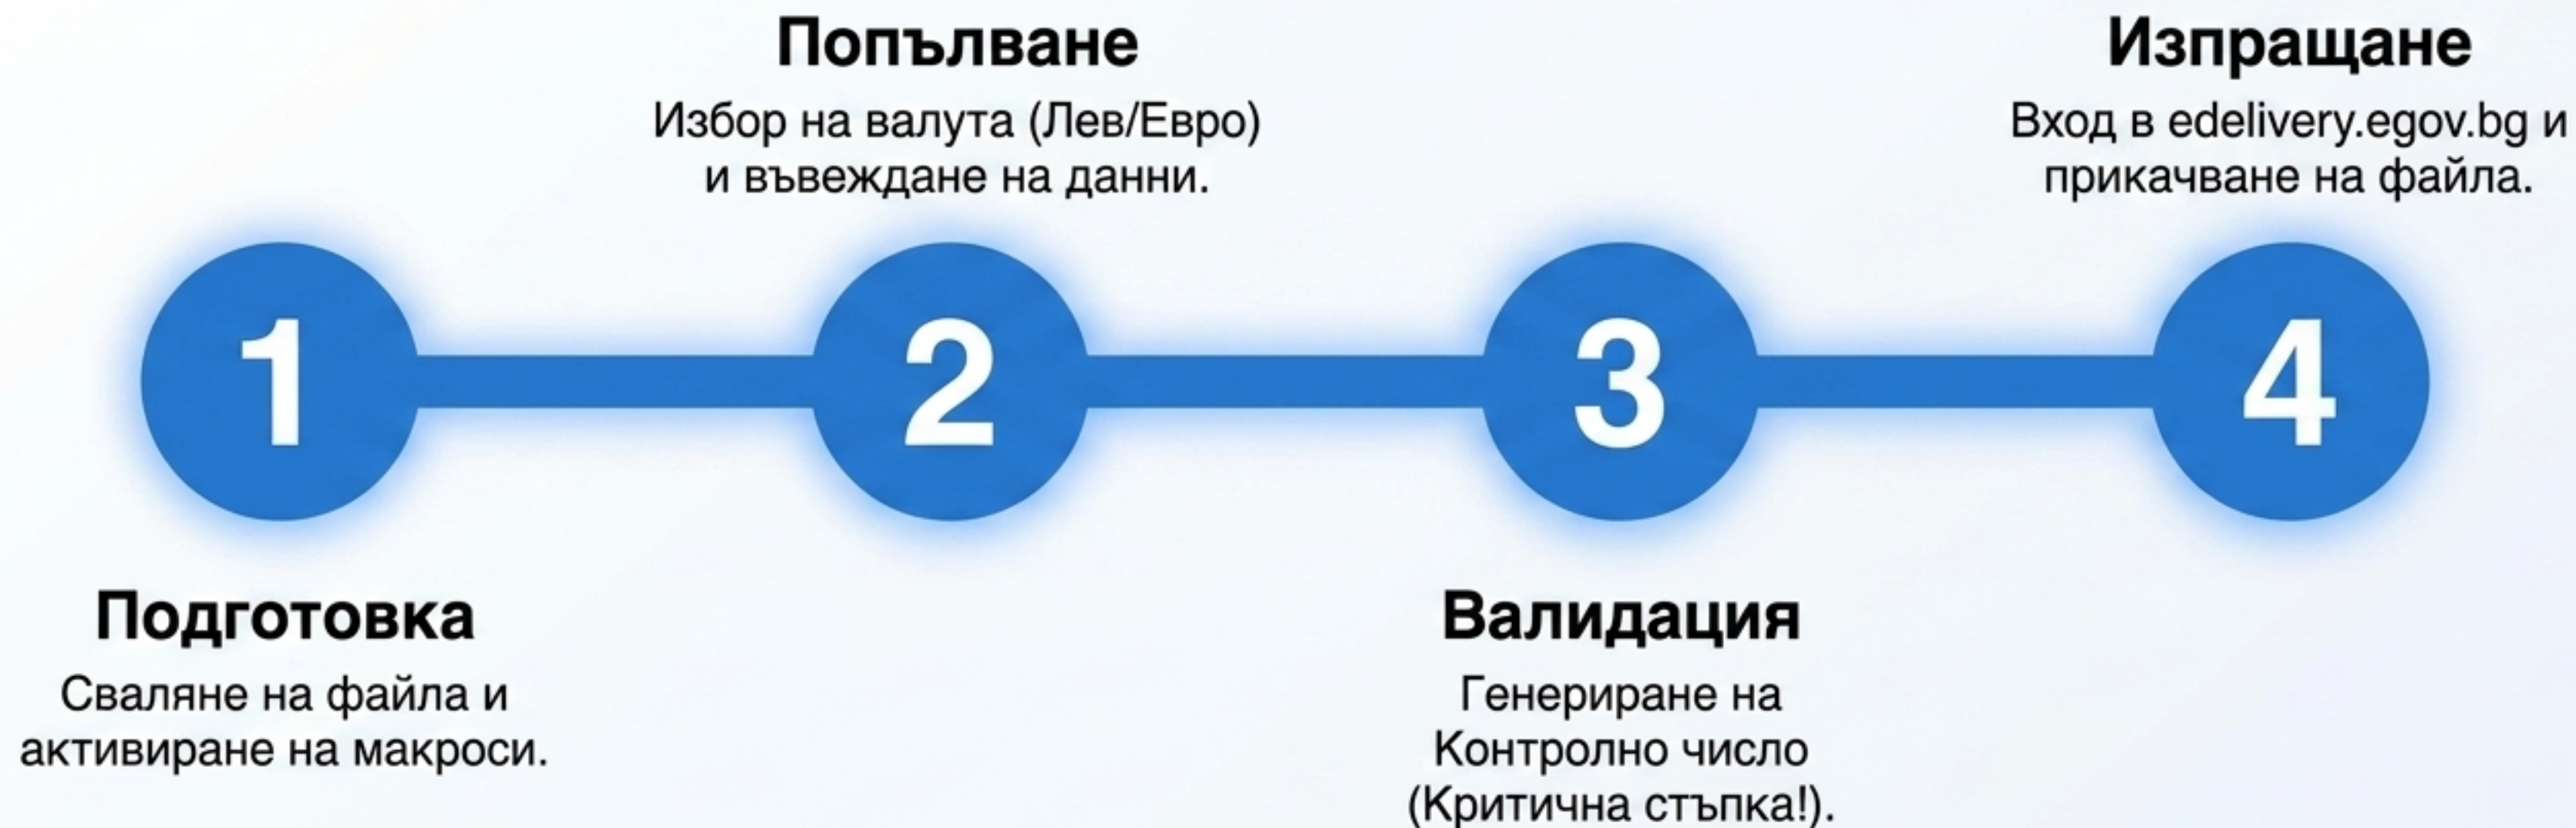 1
Подготовка
Сваляне на файла и
активиране на макроси.
2
Попълване
Избор на валута (Лев/Евро)
и въвеждане на данни.
3
Валидация
Генериране на
Контролно число
(Критична стъпка!).
4
Изпращане
Вход в edelivery.egov.bg и
прикачване на файла.